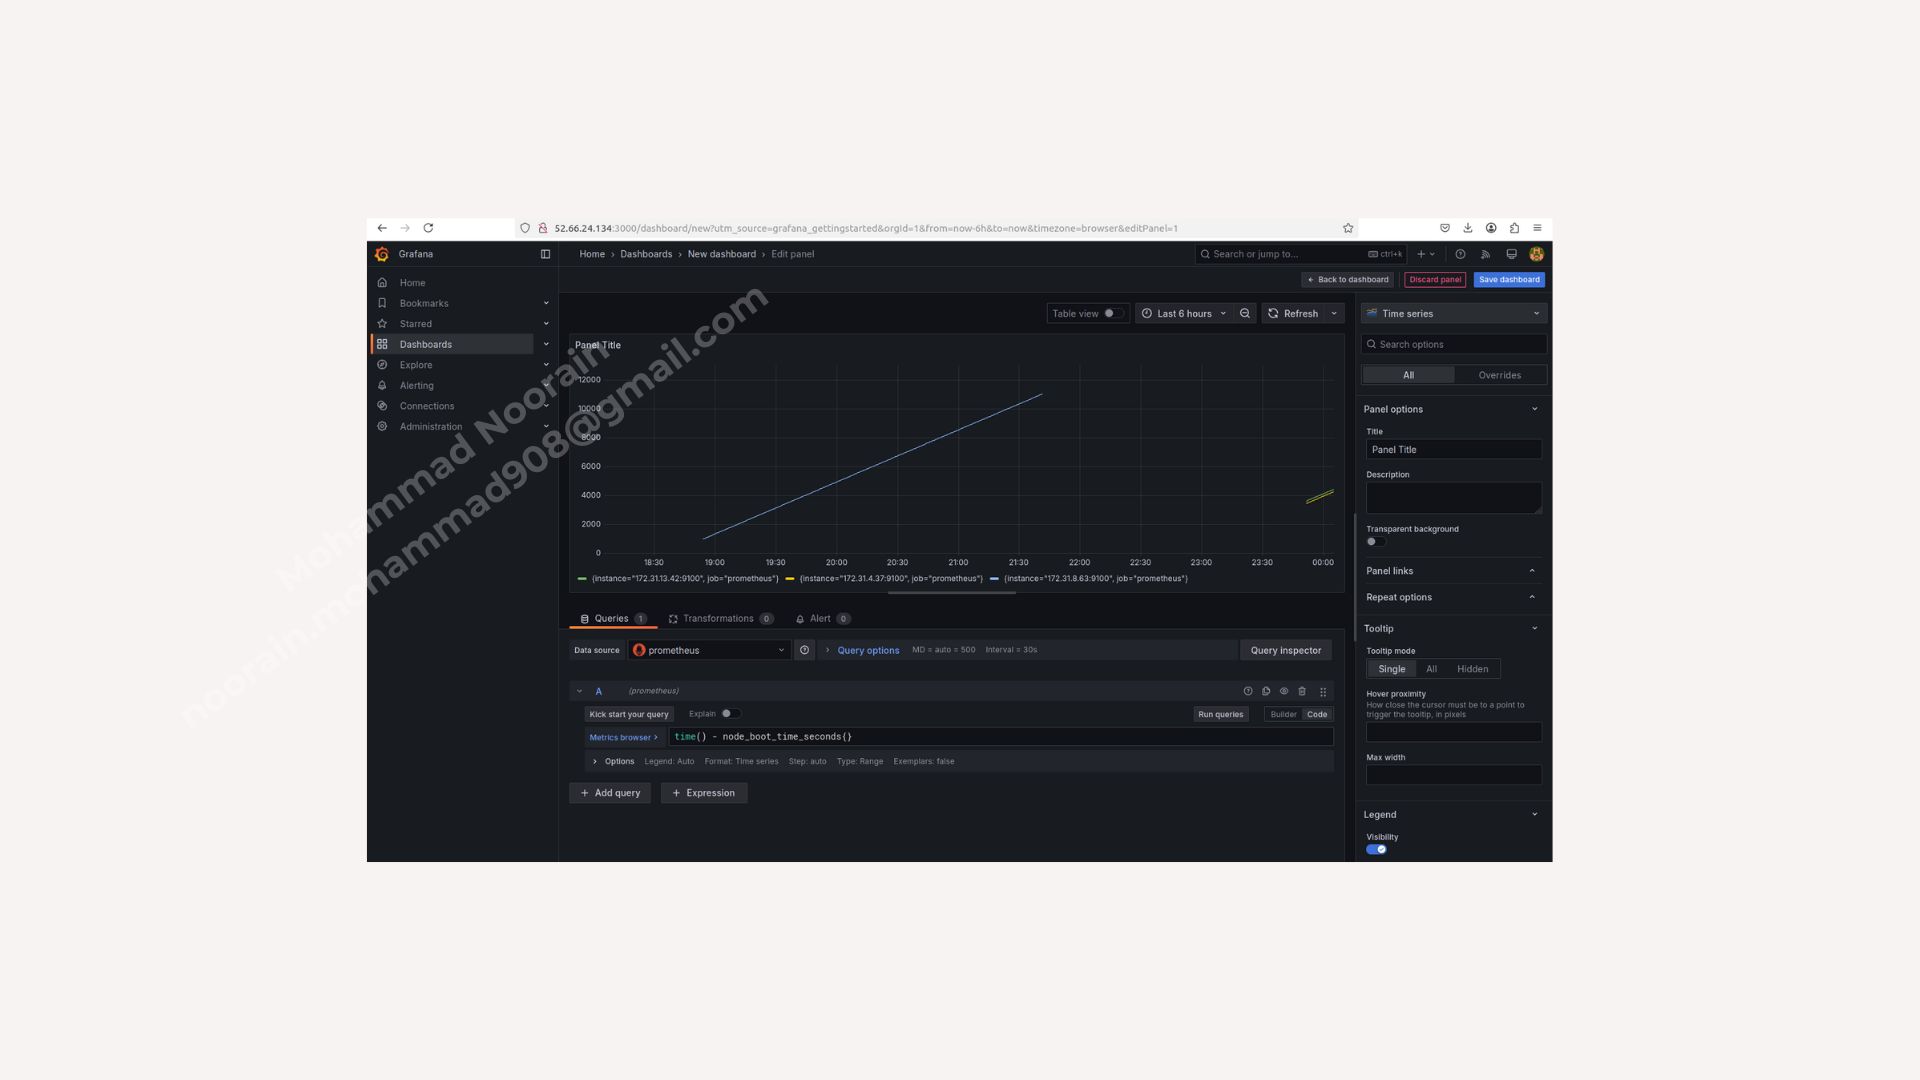 52.66.24.134:3000/dashboard/new?utm_source=grafana_gettingstarted&orgId=1&from=now-6h&to=now&timezone=browser&editPanel=1
Grafana
Home › Dashboards › New dashboard › Edit panel
Search or jump to...
ctrl+k
Back to dashboard
Discard panel
Save dashboard
Home
Bookmarks
Starred
Dashboards
Explore
Alerting
Connections
Administration
Table view
Last 6 hours
Refresh
Panel Title
12000
10000
8000
6000
4000
2000
0
18:30 19:00 19:30 20:00 20:30 21:00 21:30 22:00 22:30 23:00 23:30 00:00
{instance="172.31.13.42:9100", job="prometheus"} {instance="172.31.4.37:9100", job="prometheus"} {instance="172.31.8.63:9100", job="prometheus"}
Queries 1 Transformations 0 Alert 0
Data source prometheus
Query options MD = auto = 500 Interval = 30s
Query inspector
A (prometheus)
Kick start your query Explain
Run queries Builder Code
Metrics browser > time() - node_boot_time_seconds{}
Options Legend: Auto Format: Time series Step: auto Type: Range Exemplars: false
+ Add query + Expression
Time series
Search options
All Overrides
Panel options
Title
Panel Title
Description
Transparent background
Panel links
Repeat options
Tooltip
Tooltip mode
Single All Hidden
Hover proximity
How close the cursor must be to a point to
trigger the tooltip, in pixels
Max width
Legend
Visibility
Mohammad Noorain
noorain.mohammad908@gmail.com